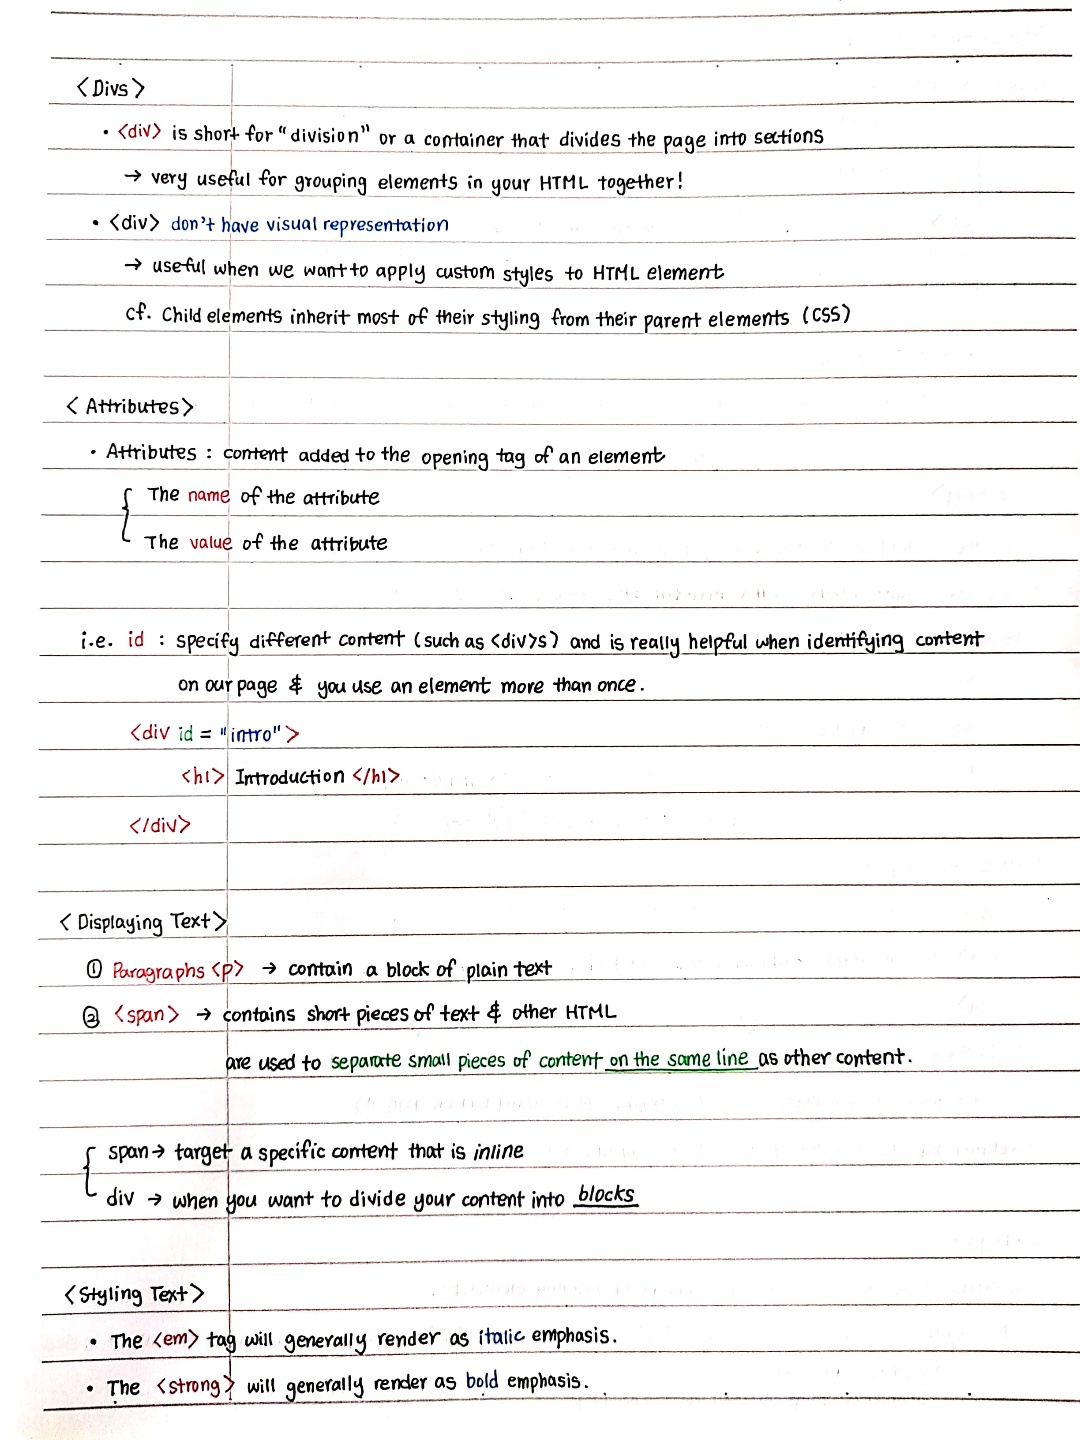 <Divs>
• <div> is short for "division" or a container that divides the page into sections
→ very useful for grouping elements in your HTML together!
• <div> don't have visual representation
→ useful when we want to apply custom styles to HTML element
cf. Child elements inherit most of their styling from their parent elements (CSS)
<Attributes>
• Attributes : content added to the opening tag of an element
{ The name of the attribute
The value of the attribute
i.e. id : specify different content (such as <div>s) and is really helpful when identifying content
on our page & you use an element more than once.
<div id = "intro">
<h1> Introduction </h1>
</div>
<Displaying Text>
① Paragraphs <p> → contain a block of plain text
② <span> → contains short pieces of text & other HTML
are used to separate small pieces of content on the same line as other content.
{ span → target a specific content that is inline
div → when you want to divide your content into blocks
<Styling Text>
• The <em> tag will generally render as italic emphasis.
• The <strong> will generally render as bold emphasis.